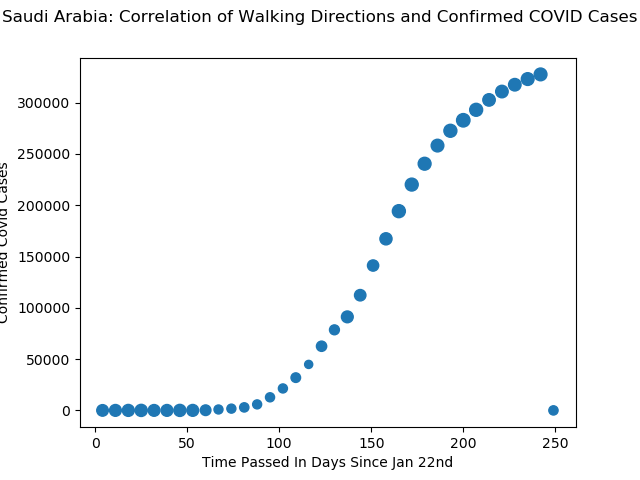 Saudi Arabia: Correlation of Walking Directions and Confirmed COVID Cases
300000
250000
200000
150000
100000
50000
0
Confirmed Covid Cases
0 50 100 150 200 250
Time Passed In Days Since Jan 22nd